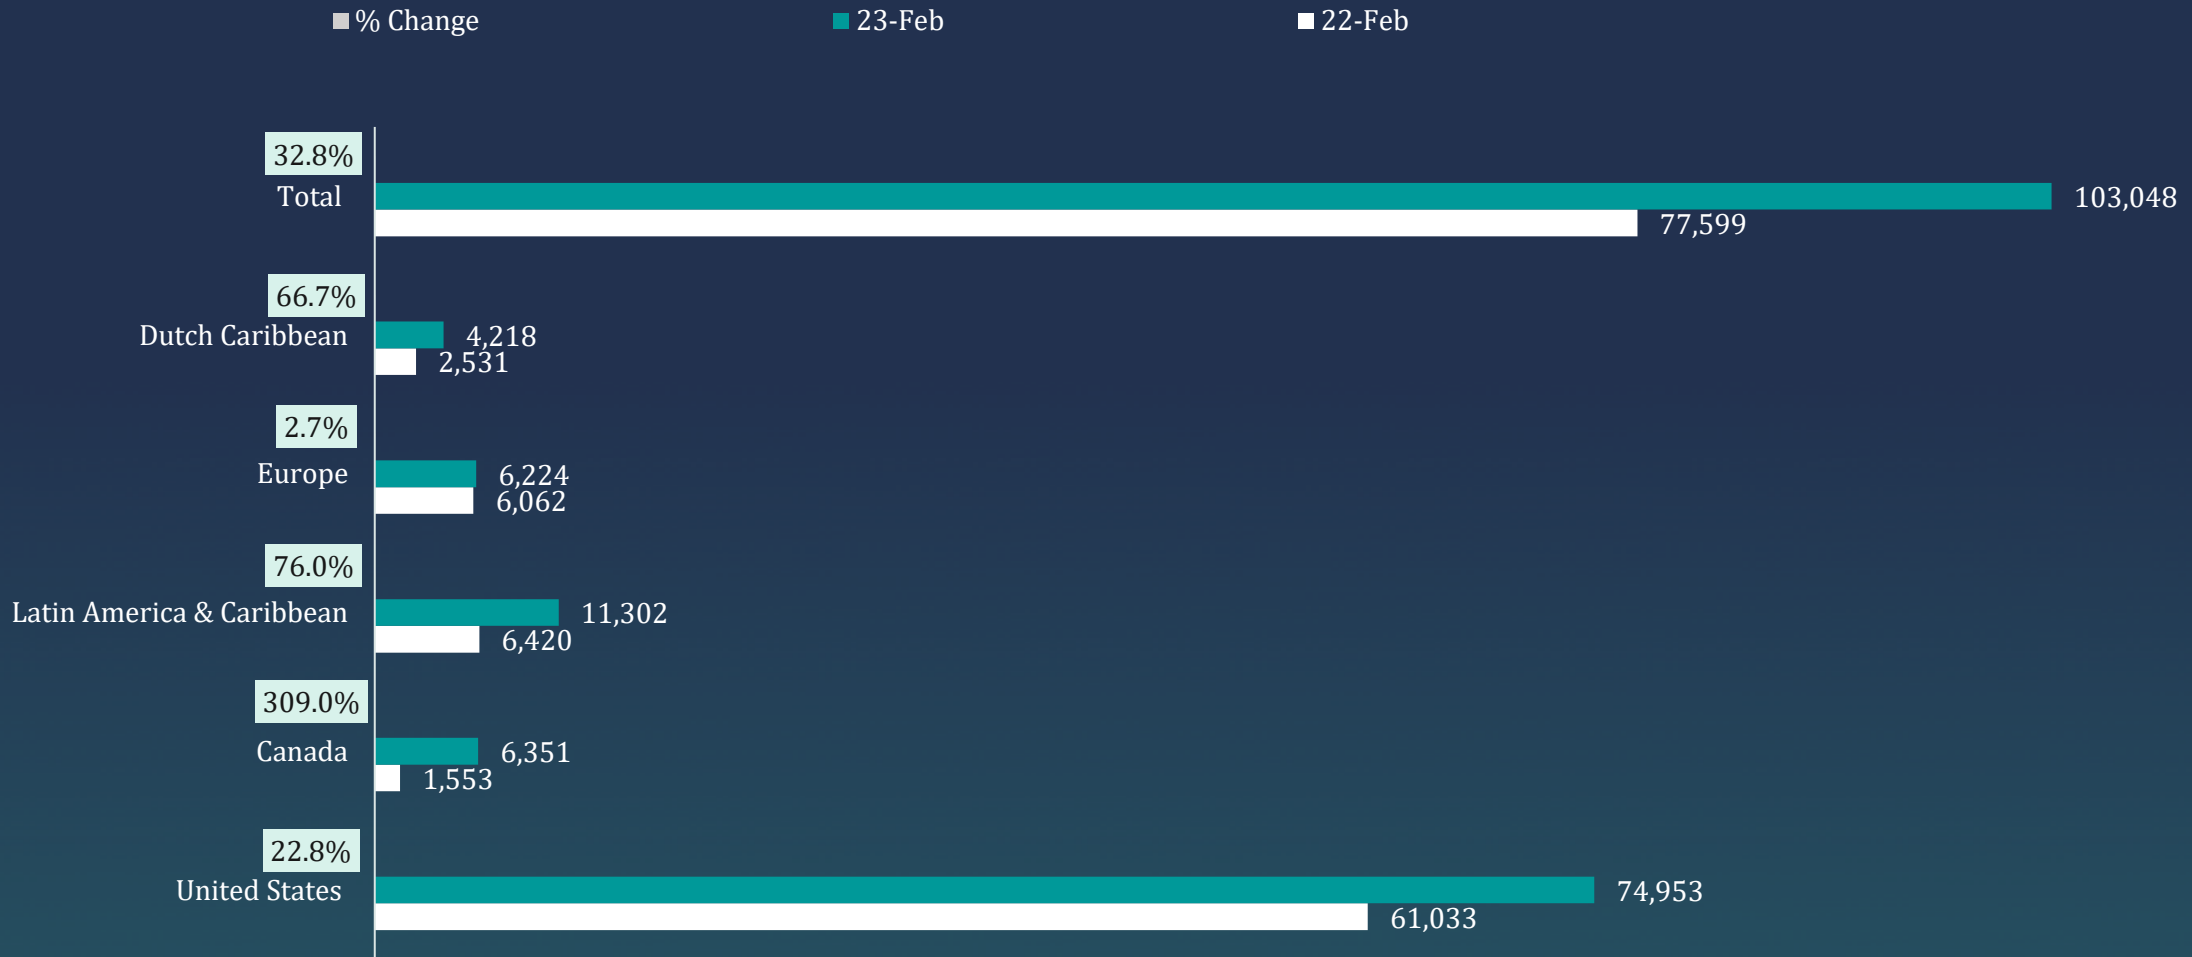 % Change
23-Feb
22-Feb
32.8%
Total
103,048
77,599
66.7%
Dutch Caribbean
4,218
2,531
2.7%
Europe
6,224
6,062
76.0%
Latin America & Caribbean
11,302
6,420
309.0%
Canada
6,351
1,553
22.8%
United States
74,953
61,033